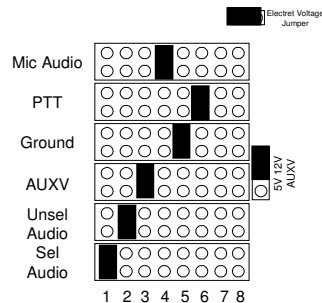 Electret Voltage
Jumper
Mic Audio
PTT
Ground
AUXV
5V 12V
AUXV
Unsel
Audio
Sel
Audio
1 2 3 4 5 6 7 8